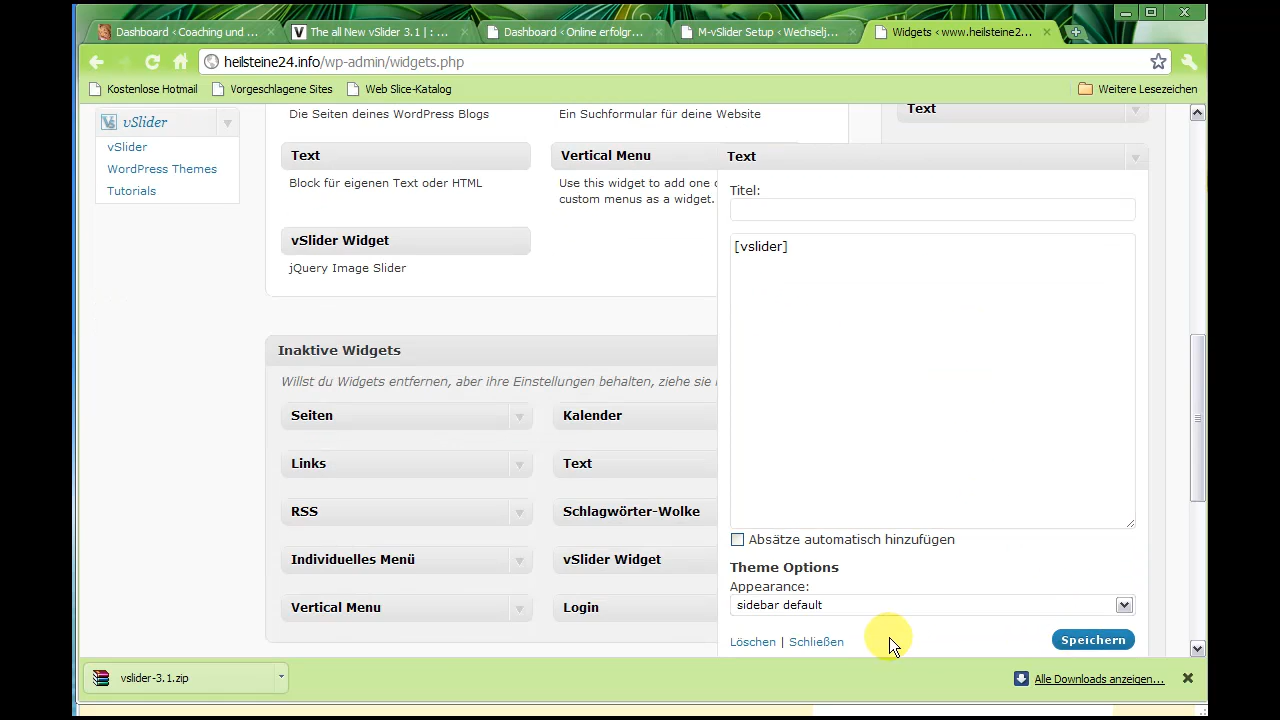 Dashboard ‹ Coaching und ...
The all New vSlider 3.1 | : ...
Dashboard ‹ Online erfolgr...
M-vSlider Setup ‹ Wechselj...
Widgets ‹ www.heilsteine2...
heilsteine24.info/wp-admin/widgets.php
Kostenlose Hotmail
Vorgeschlagene Sites
Web Slice-Katalog
Weitere Lesezeichen
vSlider
vSlider
WordPress Themes
Tutorials
Die Seiten deines WordPress Blogs
Ein Suchformular für deine Website
Text
Text
Block für eigenen Text oder HTML
Vertical Menu
Use this widget to add one o
custom menus as a widget.
vSlider Widget
jQuery Image Slider
Text
Titel:
[vslider]
Absätze automatisch hinzufügen
Theme Options
Appearance:
sidebar default
Löschen | Schließen
Speichern
Inaktive Widgets
Willst du Widgets entfernen, aber ihre Einstellungen behalten, ziehe sie
Seiten
Kalender
Links
Text
RSS
Schlagwörter-Wolke
Individuelles Menü
vSlider Widget
Vertical Menu
Login
vslider-3.1.zip
Alle Downloads anzeigen...